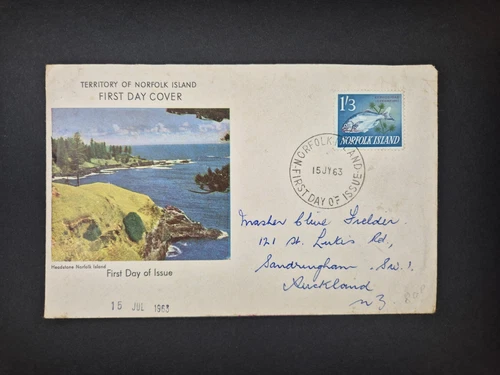 TERRITORY OF NORFOLK ISLAND
FIRST DAY COVER
1/3
NORFOLK ISLAND
NORFOLK ISLAND
15 JY 63
FIRST DAY OF ISSUE
Headstone Norfolk Island
First Day of Issue
15 JUL 1963
Master Clive Fielder.
121 St. Lukes Rd,
Sandringham. S.W.1.
Auckland
N.Z.